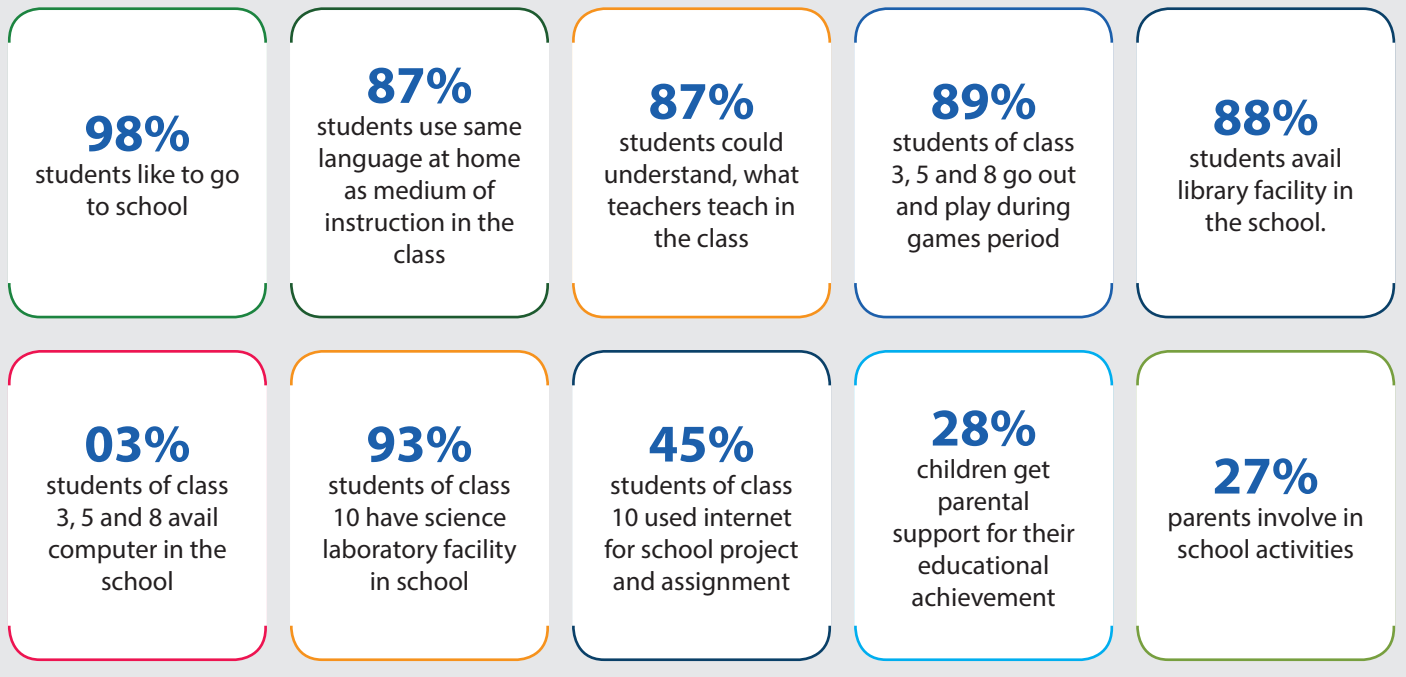 98%
students like to go
to school
87%
students use same
language at home
as medium of
instruction in the
class
87%
students could
understand, what
teachers teach in
the class
89%
students of class
3, 5 and 8 go out
and play during
games period
88%
students avail
library facility in
the school.
03%
students of class
3, 5 and 8 avail
computer in the
school
93%
students of class
10 have science
laboratory facility
in school
45%
students of class
10 used internet
for school project
and assignment
28%
children get
parental
support for their
educational
achievement
27%
parents involve in
school activities